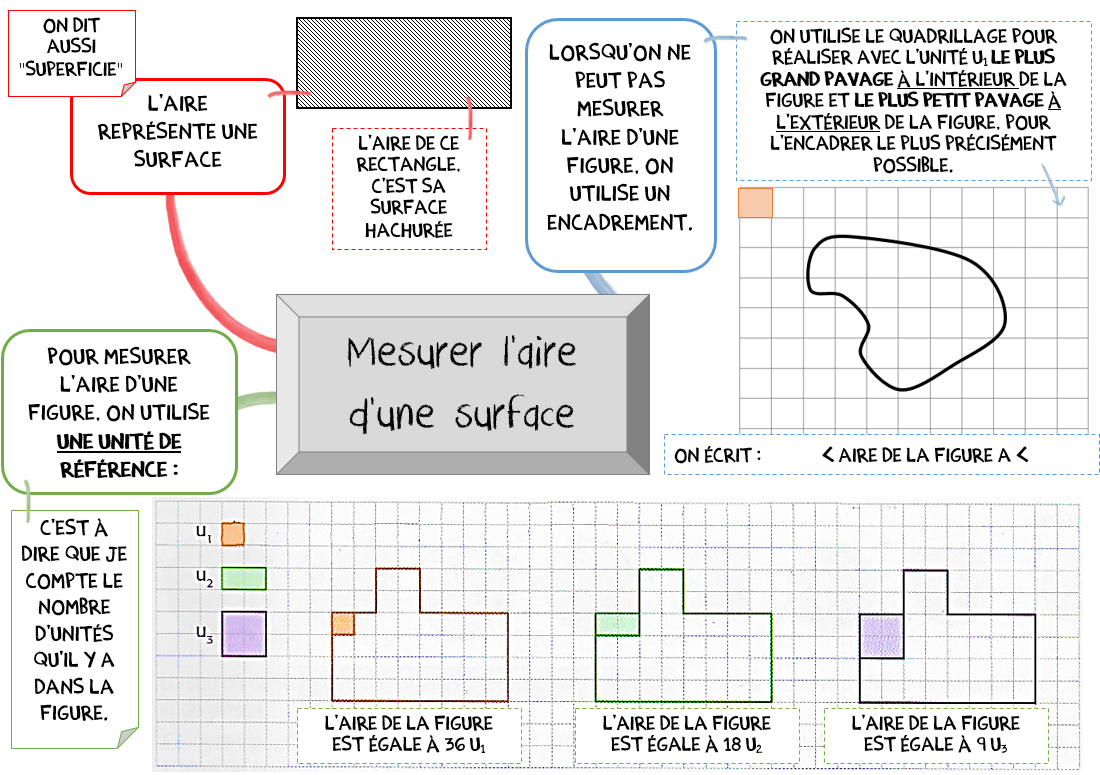 ON DIT
AUSSI
"SUPERFICIE"
L'AIRE
REPRÉSENTE UNE
SURFACE
L'AIRE DE CE
RECTANGLE,
C'EST SA
SURFACE
HACHURÉE
LORSQU'ON NE
PEUT PAS
MESURER
L'AIRE D'UNE
FIGURE, ON
UTILISE UN
ENCADREMENT.
ON UTILISE LE QUADRILLAGE POUR
RÉALISER AVEC L'UNITÉ U₁ LE PLUS
GRAND PAVAGE À L'INTÉRIEUR DE LA
FIGURE ET LE PLUS PETIT PAVAGE À
L'EXTÉRIEUR DE LA FIGURE, POUR
L'ENCADRER LE PLUS PRÉCISÉMENT
POSSIBLE.
Mesurer l'aire
d'une surface
ON ÉCRIT : < AIRE DE LA FIGURE A <
POUR MESURER
L'AIRE D'UNE
FIGURE, ON UTILISE
UNE UNITÉ DE
RÉFÉRENCE :
C'EST À
DIRE QUE JE
COMPTE LE
NOMBRE
D'UNITÉS
QU'IL Y A
DANS LA
FIGURE.
u₁
u₂
u₃
L'AIRE DE LA FIGURE
EST ÉGALE À 36 U₁
L'AIRE DE LA FIGURE
EST ÉGALE À 18 U₂
L'AIRE DE LA FIGURE
EST ÉGALE À 9 U₃